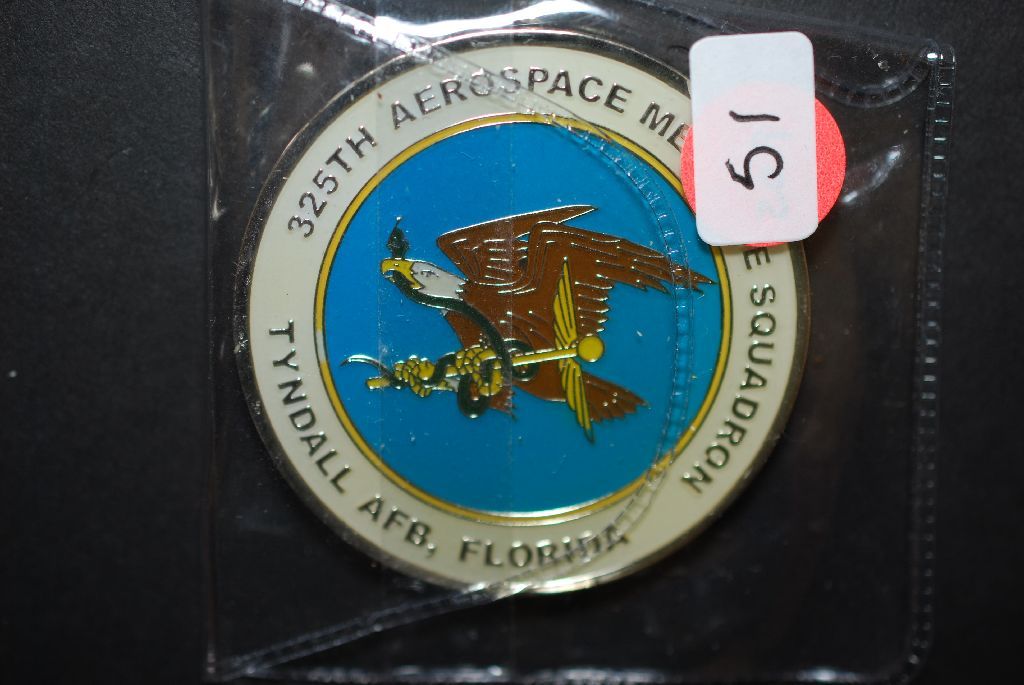 325TH AEROSPACE ME E SQUADRON
TYNDALL AFB, FLORIDA
51